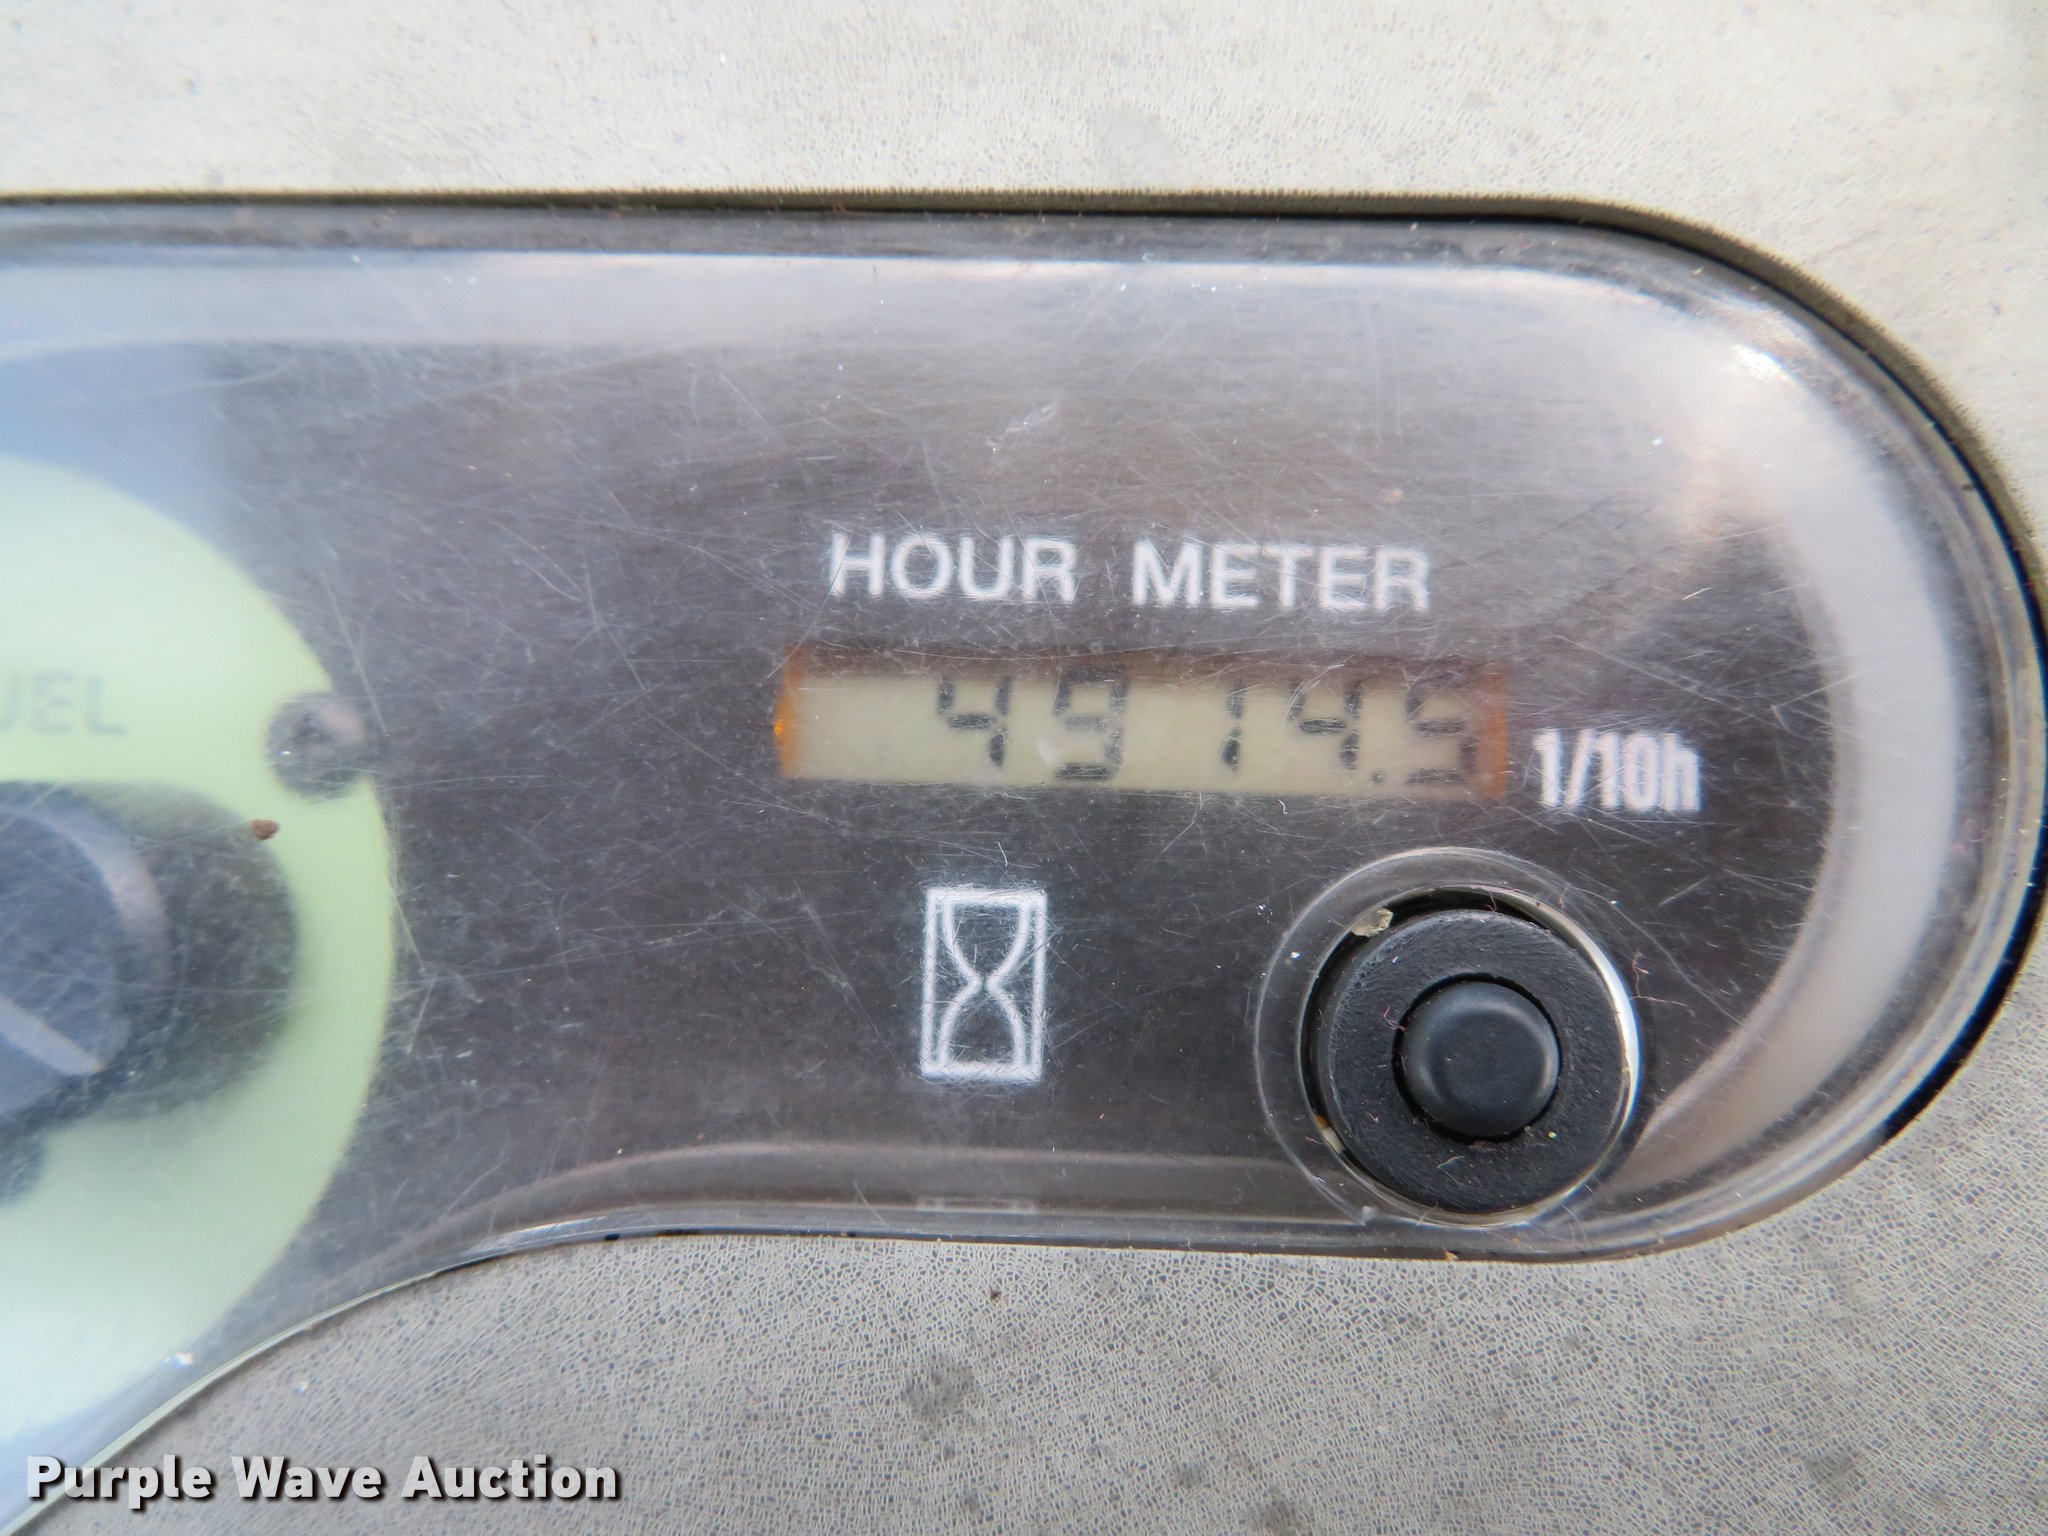 HOUR METER
4914.5
1/10h
UEL
Purple Wave Auction